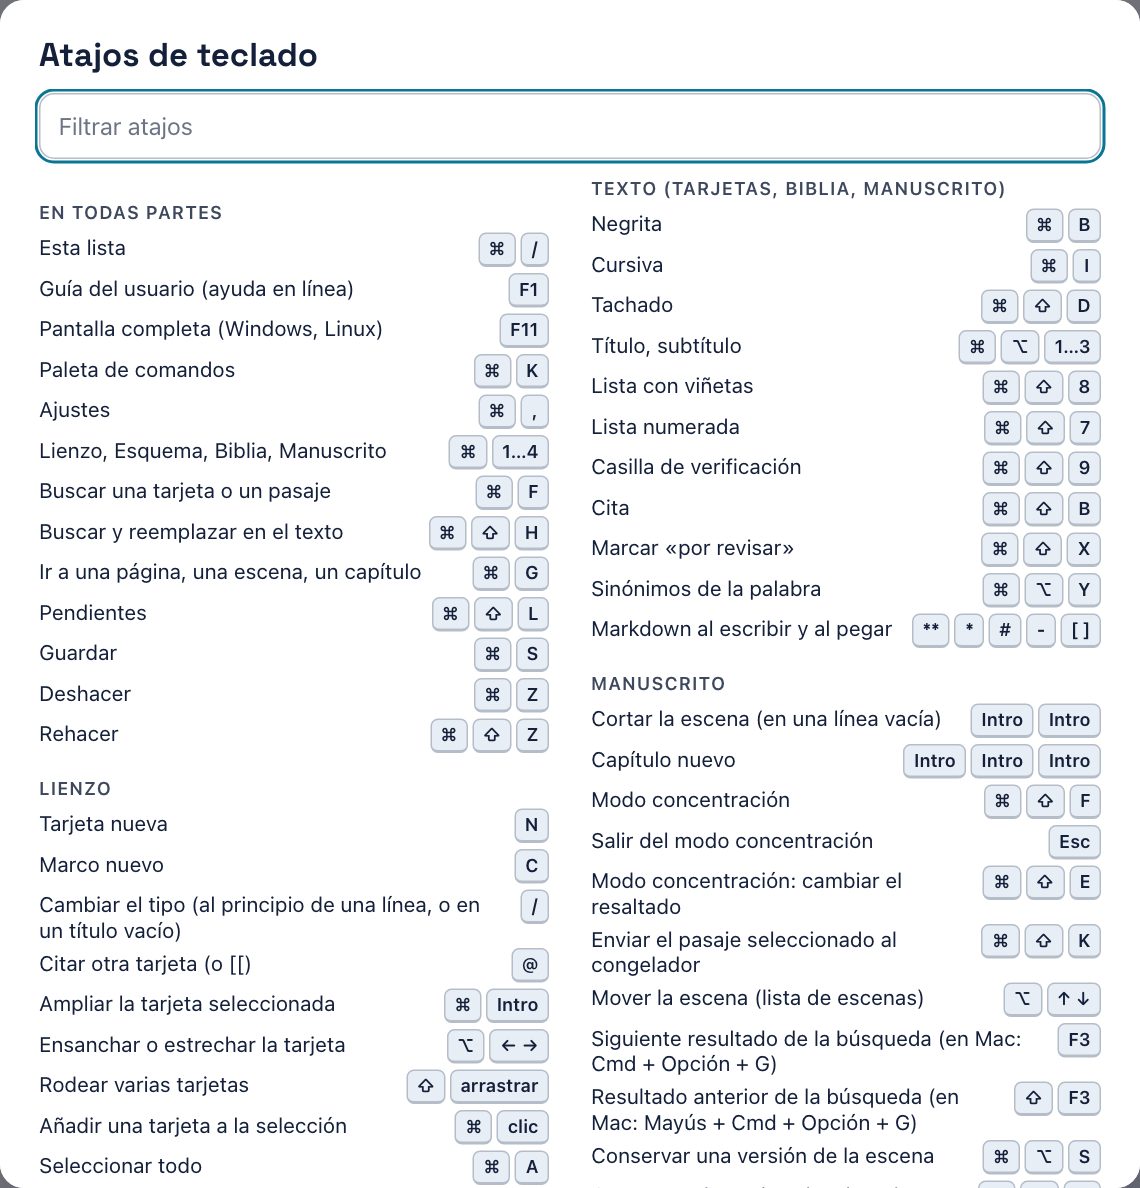 Atajos de teclado
Filtrar atajos
EN TODAS PARTES
Esta lista ⌘ /
Guía del usuario (ayuda en línea) F1
Pantalla completa (Windows, Linux) F11
Paleta de comandos ⌘ K
Ajustes ⌘ ,
Lienzo, Esquema, Biblia, Manuscrito ⌘ 1…4
Buscar una tarjeta o un pasaje ⌘ F
Buscar y reemplazar en el texto ⌘ ⇧ H
Ir a una página, una escena, un capítulo ⌘ G
Pendientes ⌘ ⇧ L
Guardar ⌘ S
Deshacer ⌘ Z
Rehacer ⌘ ⇧ Z
LIENZO
Tarjeta nueva N
Marco nuevo C
Cambiar el tipo (al principio de una línea, o en /
un título vacío)
Citar otra tarjeta (o [[) @
Ampliar la tarjeta seleccionada ⌘ Intro
Ensanchar o estrechar la tarjeta ⌥ ← →
Rodear varias tarjetas ⇧ arrastrar
Añadir una tarjeta a la selección ⌘ clic
Seleccionar todo ⌘ A
TEXTO (TARJETAS, BIBLIA, MANUSCRITO)
Negrita ⌘ B
Cursiva ⌘ I
Tachado ⌘ ⇧ D
Título, subtítulo ⌘ ⌥ 1…3
Lista con viñetas ⌘ ⇧ 8
Lista numerada ⌘ ⇧ 7
Casilla de verificación ⌘ ⇧ 9
Cita ⌘ ⇧ B
Marcar «por revisar» ⌘ ⇧ X
Sinónimos de la palabra ⌘ ⌥ Y
Markdown al escribir y al pegar ** * # - [ ]
MANUSCRITO
Cortar la escena (en una línea vacía) Intro Intro
Capítulo nuevo Intro Intro Intro
Modo concentración ⌘ ⇧ F
Salir del modo concentración Esc
Modo concentración: cambiar el ⌘ ⇧ E
resaltado
Enviar el pasaje seleccionado al ⌘ ⇧ K
congelador
Mover la escena (lista de escenas) ⌥ ↑ ↓
Siguiente resultado de la búsqueda (en Mac: F3
Cmd + Opción + G)
Resultado anterior de la búsqueda (en ⇧ F3
Mac: Mayús + Cmd + Opción + G)
Conservar una versión de la escena ⌘ ⌥ S